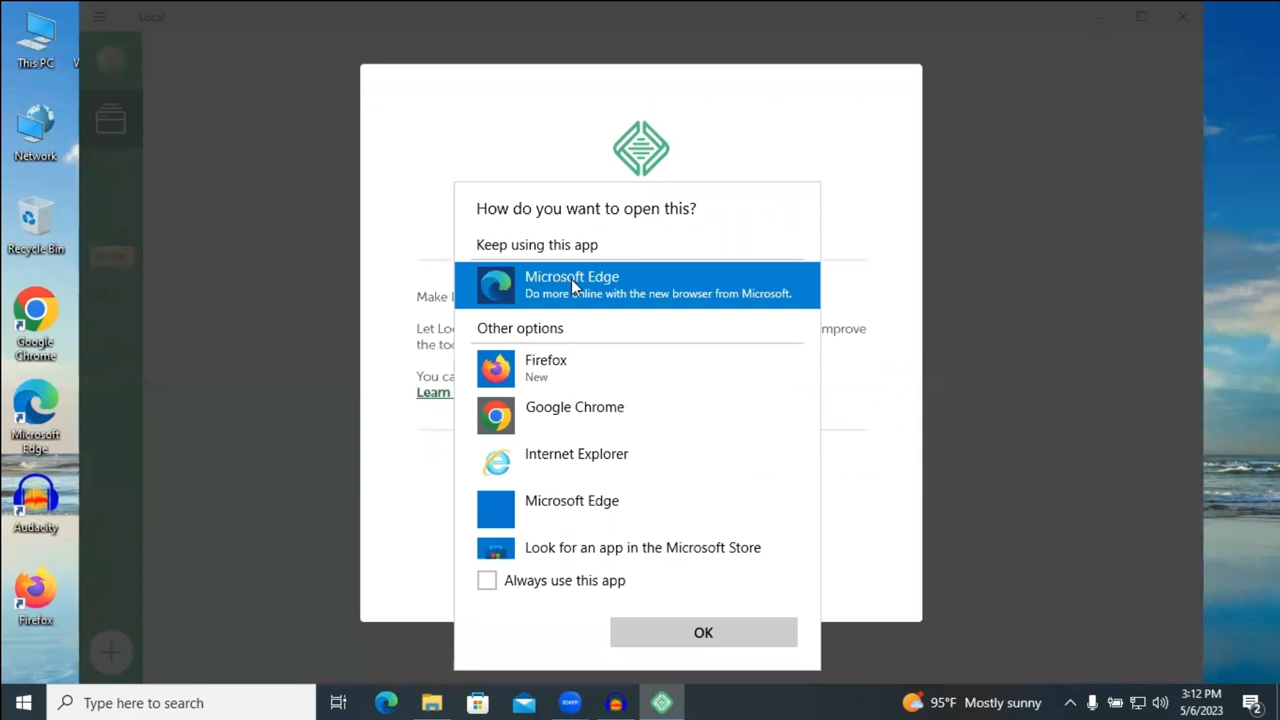 This PC
Local
Network
Recycle Bin
Google
Chrome
Microsoft
Edge
Audacity
Firefox
How do you want to open this?
Keep using this app
Microsoft Edge
Do more online with the new browser from Microsoft.
Make
Let
mprove
the
You
Learn
Other options
Firefox
New
Google Chrome
Internet Explorer
Microsoft Edge
Look for an app in the Microsoft Store
Always use this app
OK
Type here to search
zoom
95°F Mostly sunny
3:12 PM
5/6/2023
2